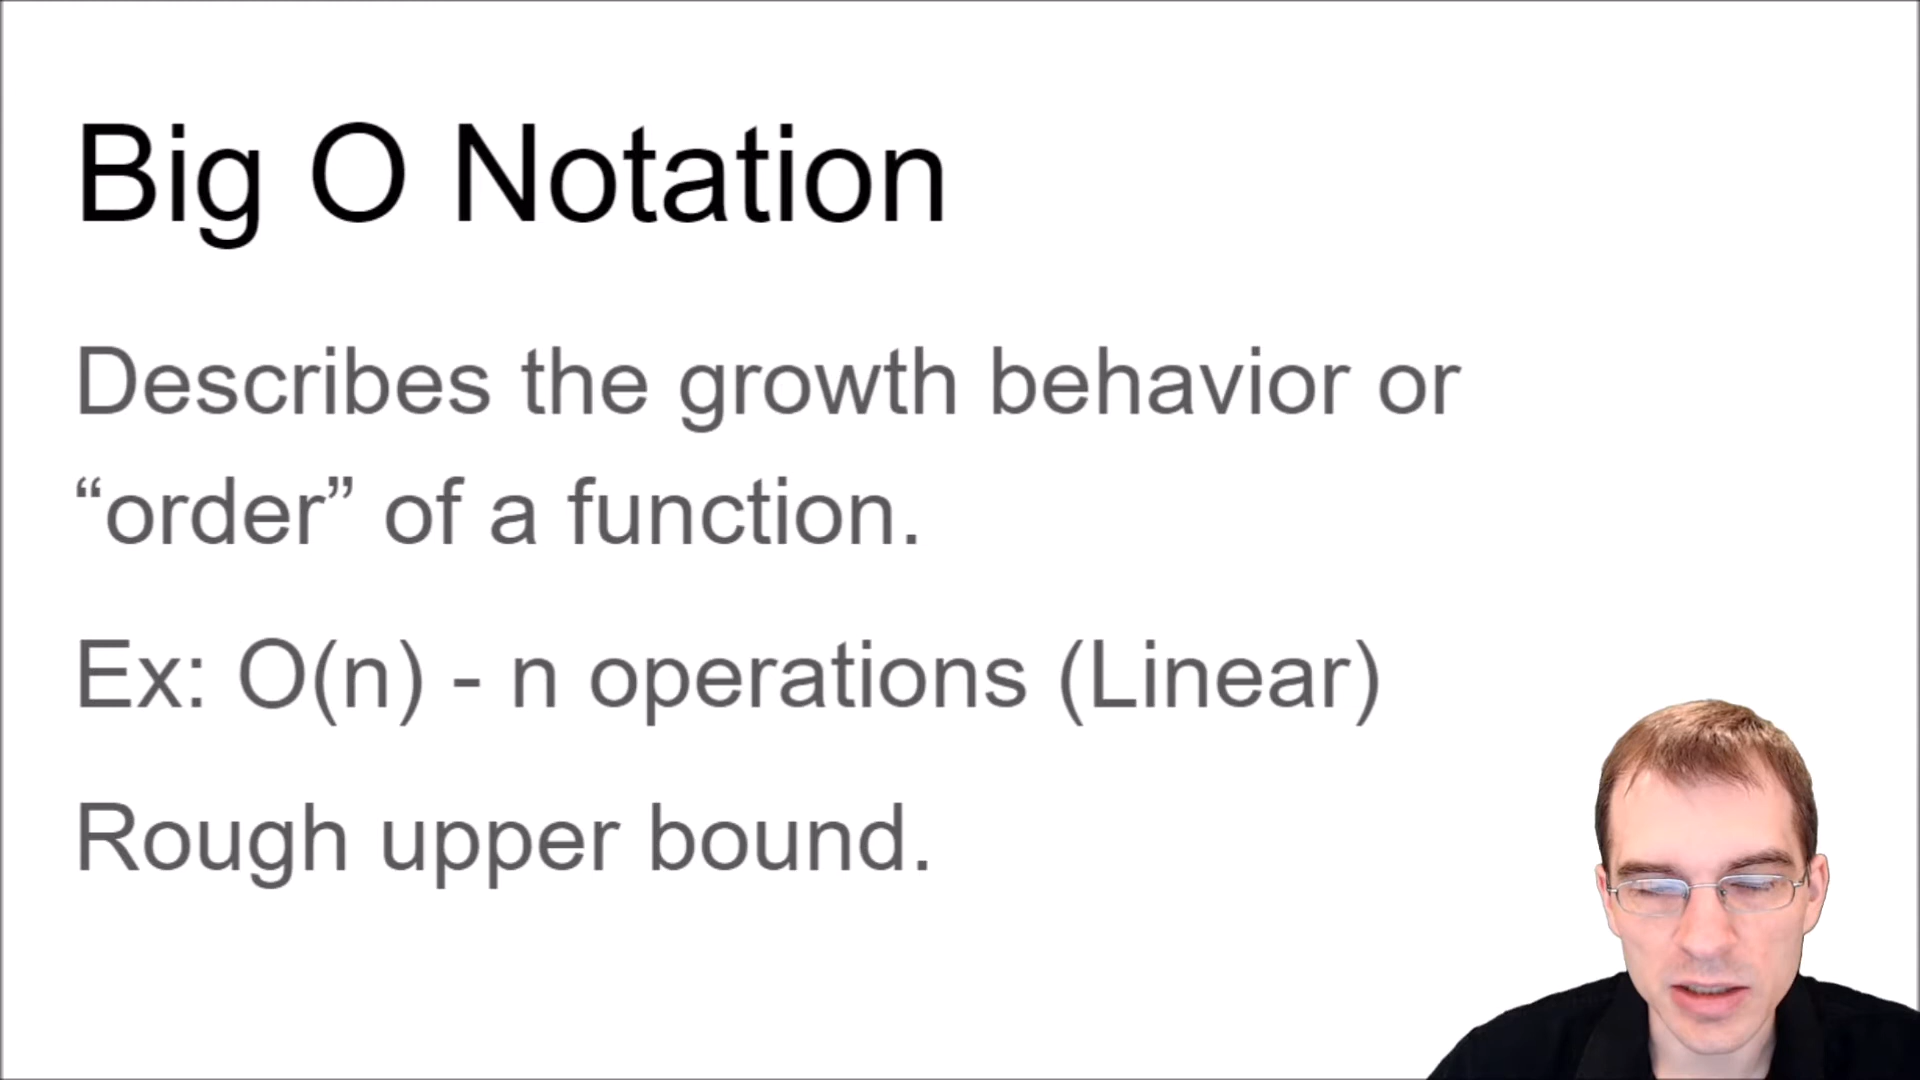 Big O Notation
Describes the growth behavior or
“order” of a function.
Ex: O(n) - n operations (Linear)
Rough upper bound.